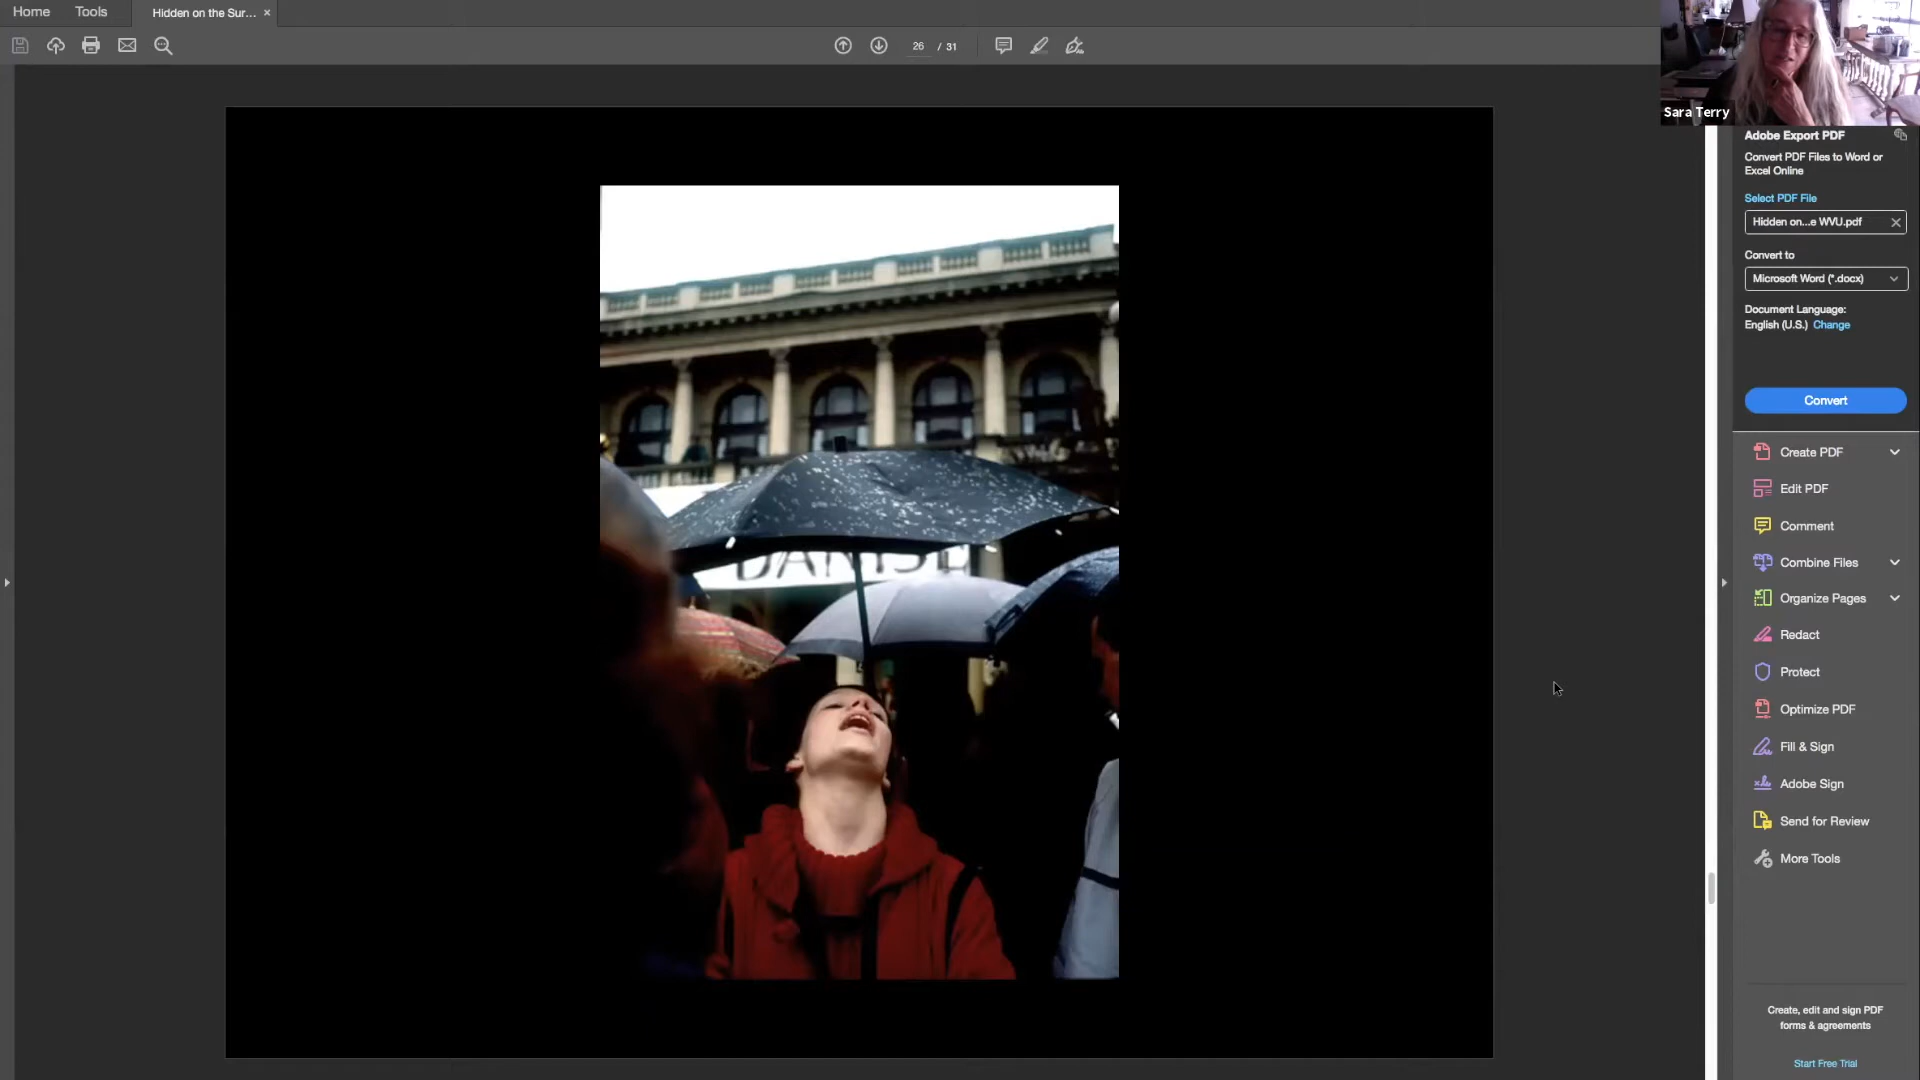 Home
Tools
Hidden on the Sur... ×
26 / 31
Sara Terry
Adobe Export PDF
Convert PDF Files to Word or
Excel Online
Select PDF File
Hidden on...e WVU.pdf
Convert to
Microsoft Word (*.docx)
Document Language:
English (U.S.) Change
Convert
Create PDF
Edit PDF
Comment
Combine Files
Organize Pages
Redact
Protect
Optimize PDF
Fill & Sign
Adobe Sign
Send for Review
More Tools
Create, edit and sign PDF
forms & agreements
Start Free Trial